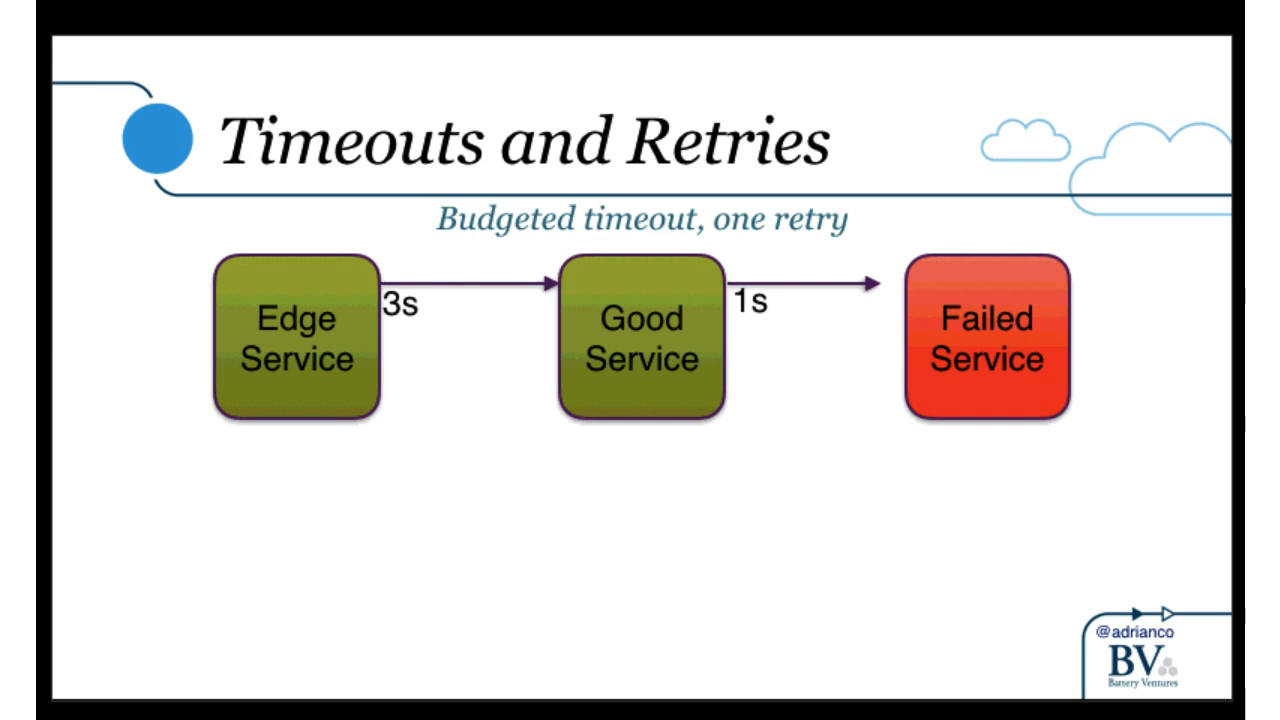 Timeouts and Retries
Budgeted timeout, one retry
Edge
Service
3s
Good
Service
1s
Failed
Service
@adrianco
BV
Battery Ventures